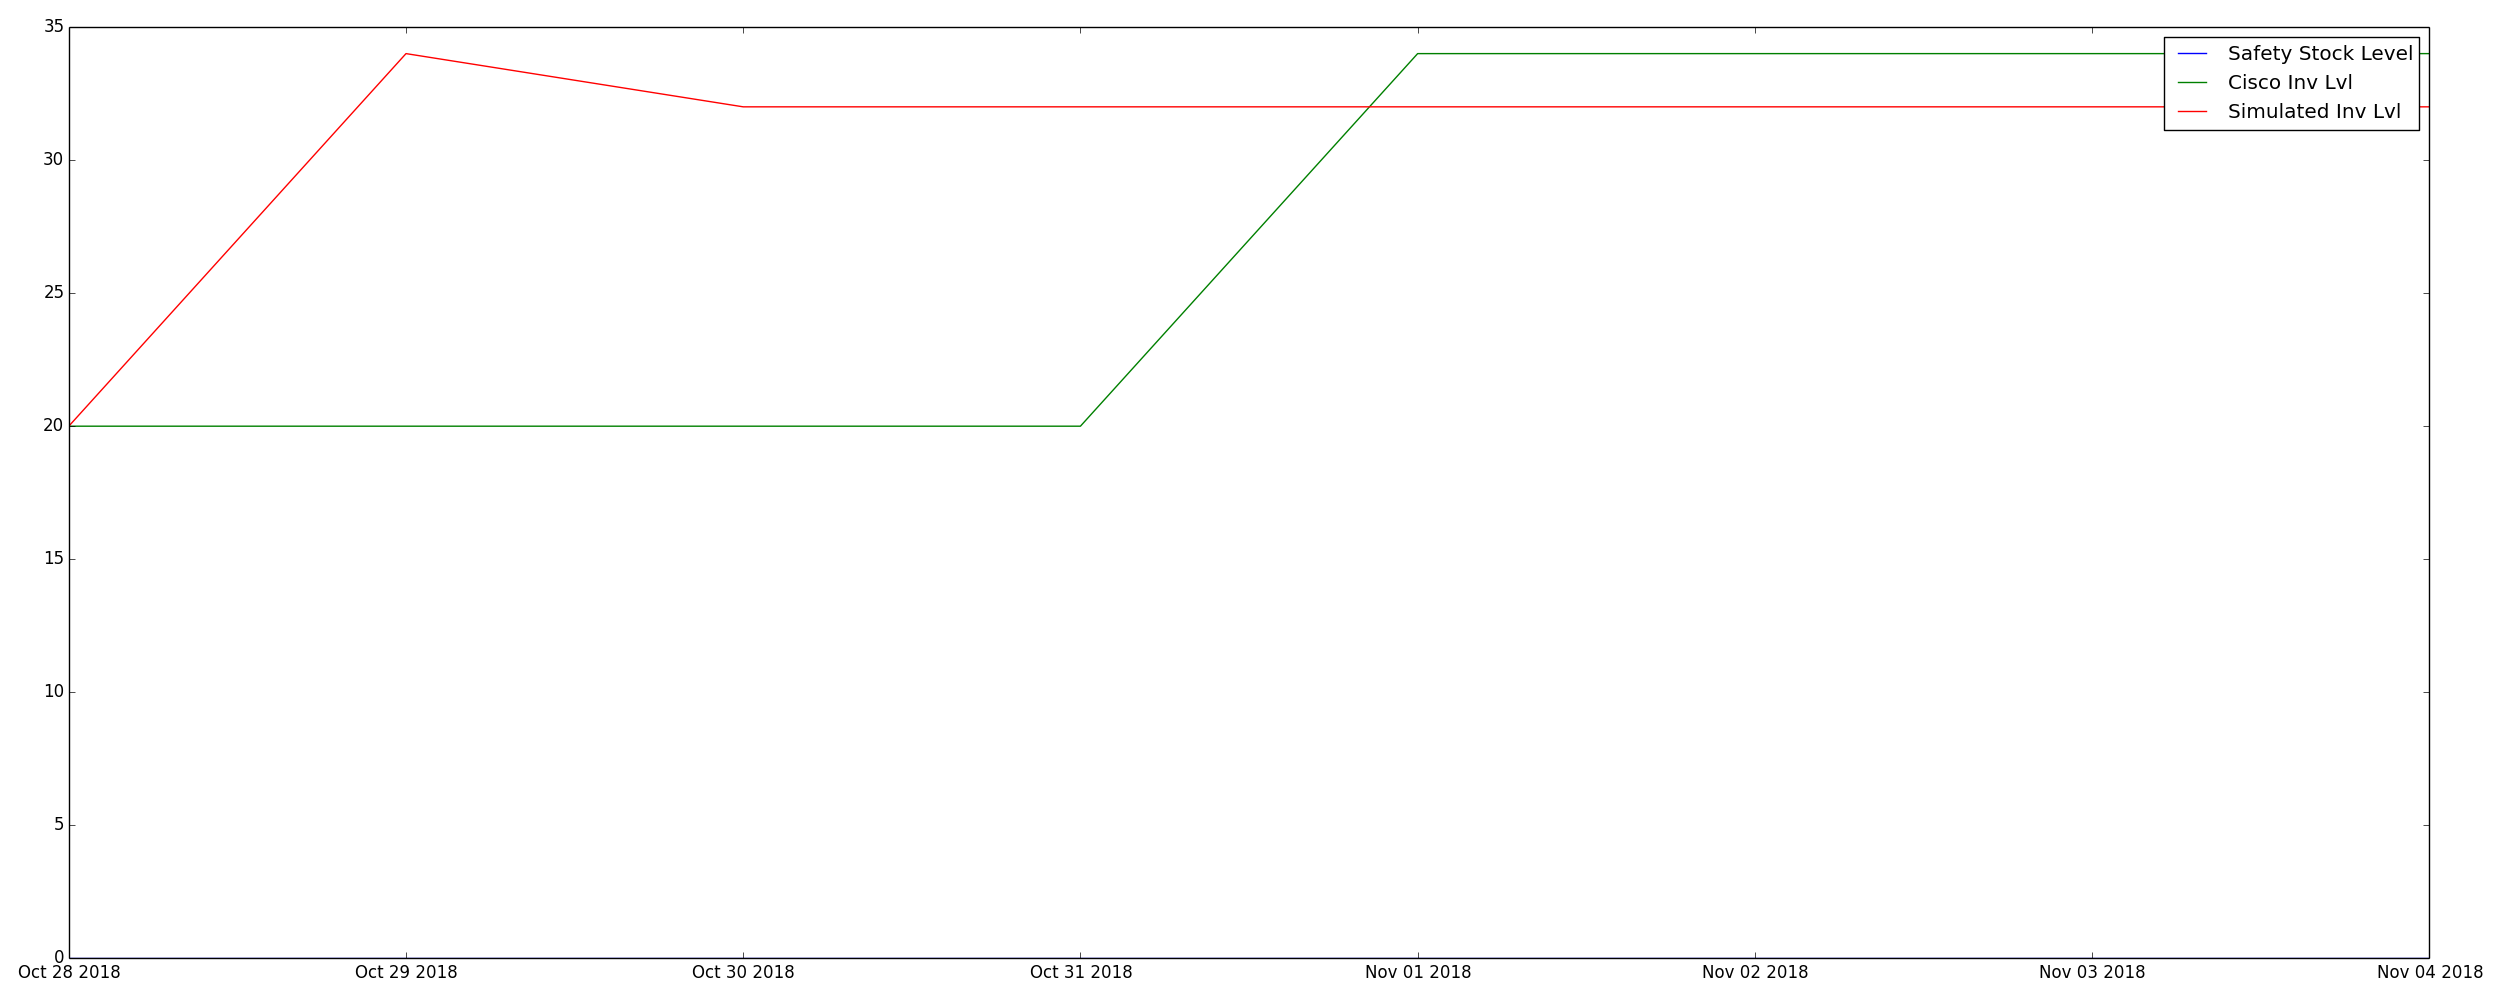 35
30
25
20
15
10
5
0
Oct 28 2018
Oct 29 2018
Oct 30 2018
Oct 31 2018
Nov 01 2018
Nov 02 2018
Nov 03 2018
Nov 04 2018
Safety Stock Level
Cisco Inv Lvl
Simulated Inv Lvl